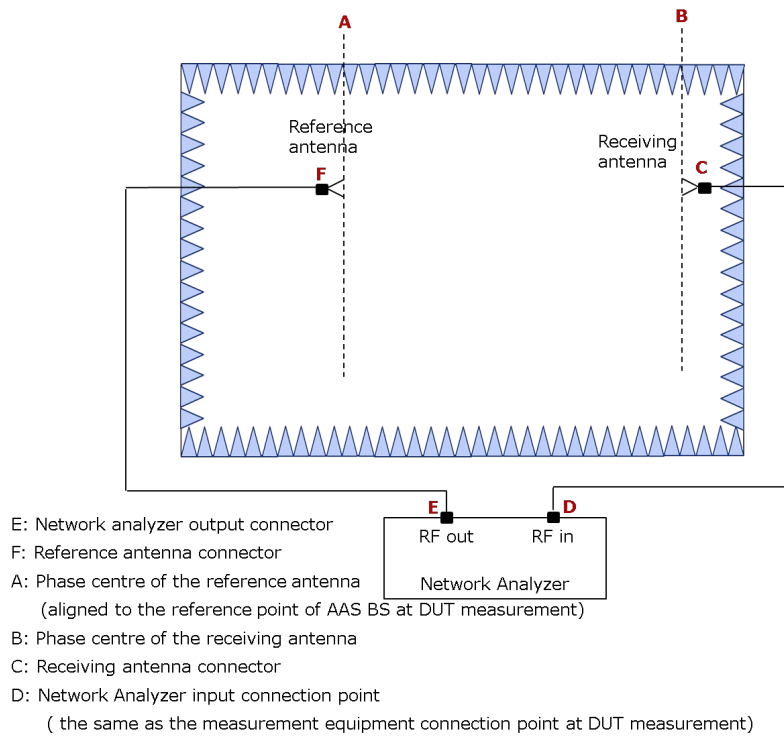 A
B
Reference
antenna
Receiving
antenna
F
C
E
D
RF out
RF in
Network Analyzer
E: Network analyzer output connector
F: Reference antenna connector
A: Phase centre of the reference antenna
(aligned to the reference point of AAS BS at DUT measurement)
B: Phase centre of the receiving antenna
C: Receiving antenna connector
D: Network Analyzer input connection point
( the same as the measurement equipment connection point at DUT measurement)